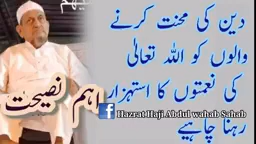 دین کی محنت کرنے
والوں کو اللہ تعالیٰ
کی نعمتوں کا استہزار
رہنا چاہیے
اہم نصیحت
f Hazrat Haji Abdul wahab Sahab